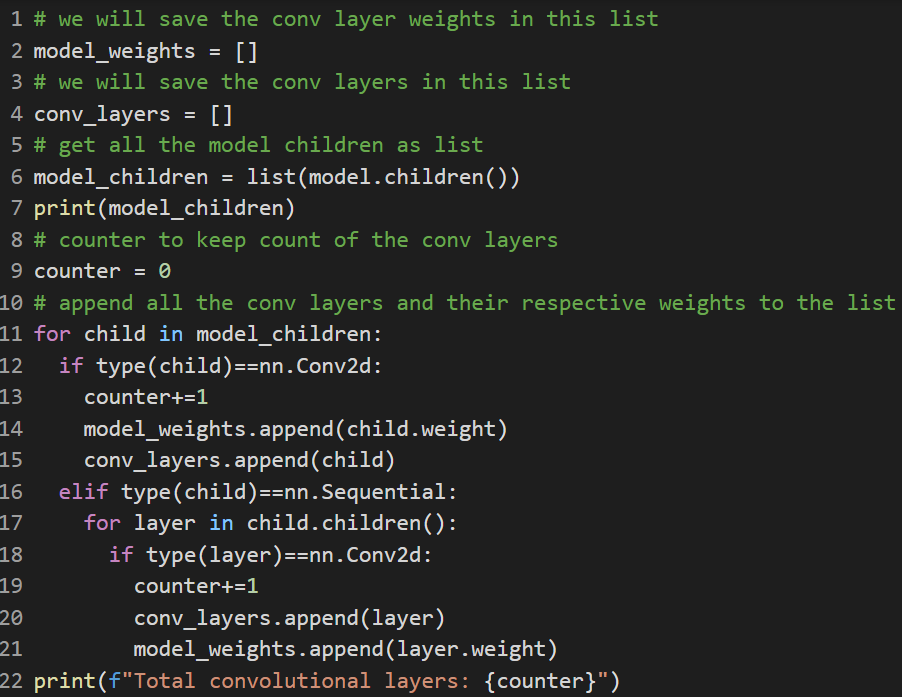 1 # we will save the conv layer weights in this list
2 model_weights = []
3 # we will save the conv layers in this list
4 conv_layers = []
5 # get all the model children as list
6 model_children = list(model.children())
7 print(model_children)
8 # counter to keep count of the conv layers
9 counter = 0
10 # append all the conv layers and their respective weights to the list
11 for child in model_children:
12   if type(child)==nn.Conv2d:
13     counter+=1
14     model_weights.append(child.weight)
15     conv_layers.append(child)
16   elif type(child)==nn.Sequential:
17     for layer in child.children():
18       if type(layer)==nn.Conv2d:
19         counter+=1
20         conv_layers.append(layer)
21         model_weights.append(layer.weight)
22 print(f"Total convolutional layers: {counter}")